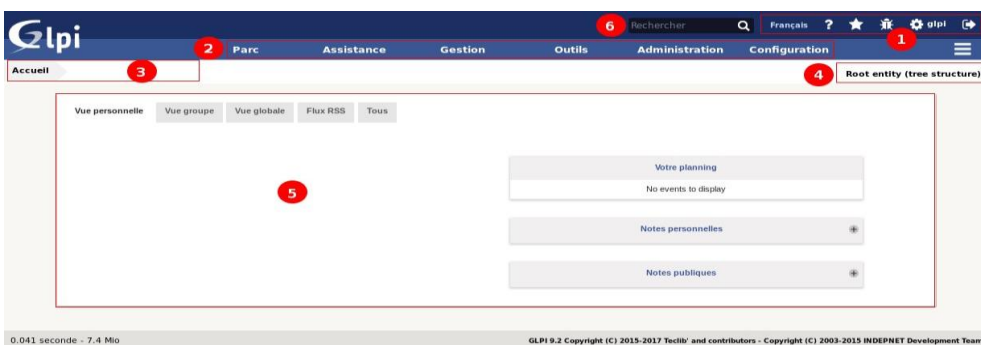 Glpi
6 Rechercher Français ? glpi
1
2 Parc Assistance Gestion Outils Administration Configuration
Accueil 3 4 Root entity (tree structure)
Vue personnelle Vue groupe Vue globale Flux RSS Tous
Votre planning
5 No events to display
Notes personnelles
Notes publiques
0.041 seconde - 7.4 Mio GLPI 9.2 Copyright (C) 2015-2017 Teclib' and contributors - Copyright (C) 2003-2015 INDEPNET Development Team